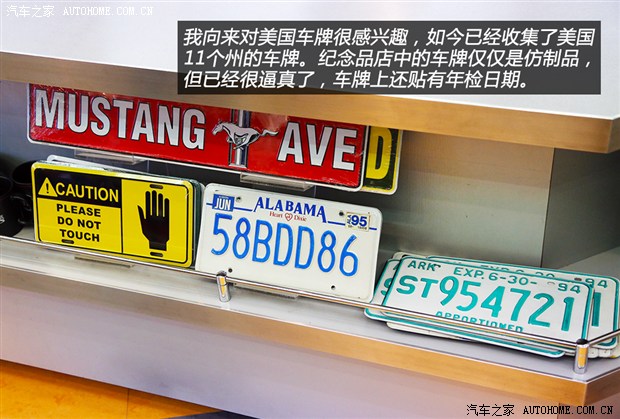 汽车之家 AUTOHOME.COM.CN
我向来对美国车牌很感兴趣，如今已经收集了美国
11个州的车牌。纪念品店中的车牌仅仅是仿制品，
但已经很逼真了，车牌上还贴有年检日期。
MUSTANG AVE
D
CAUTION
PLEASE
DO NOT
TOUCH
JUN ALABAMA 95
Heart of Dixie
58BDD86
ARK EXP. 6-30-94
ST954721
APPORTIONED
94
汽车之家 AUTOHOME.COM.CN